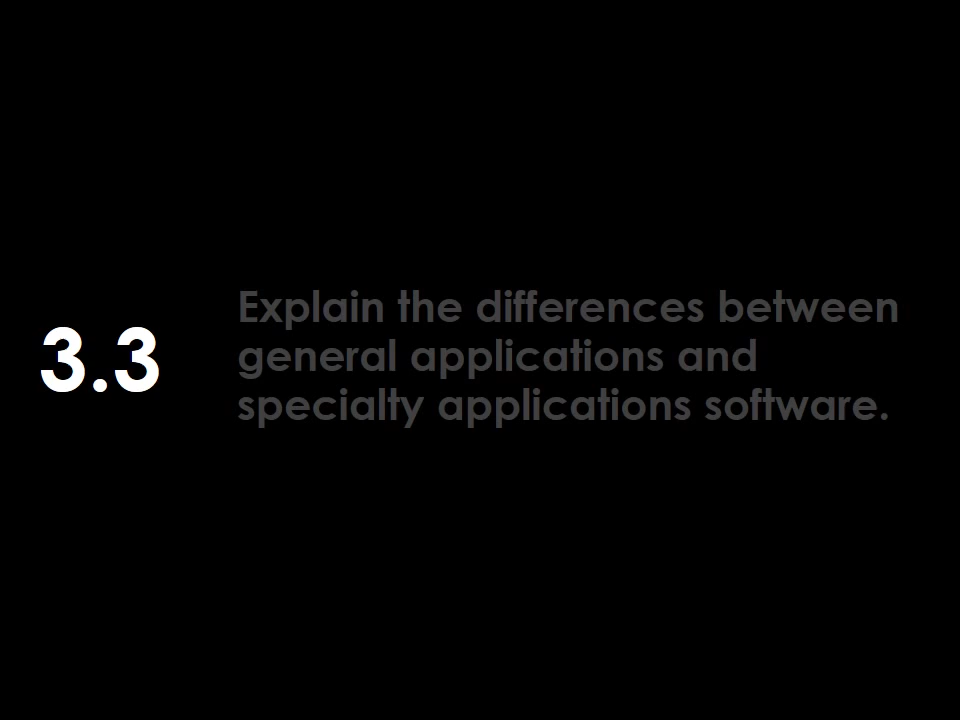 3.3
Explain the differences between
general applications and
specialty applications software.